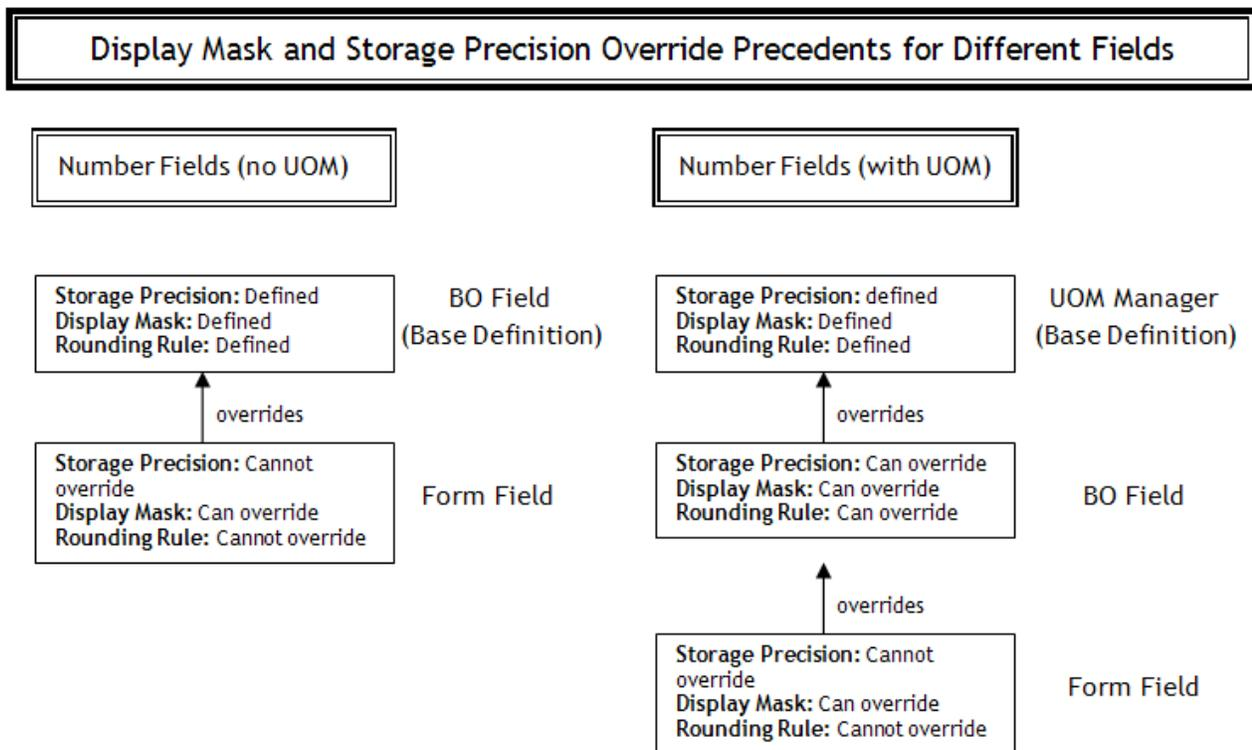 Display Mask and Storage Precision Override Precedents for Different Fields
Number Fields (no UOM)
Storage Precision: Defined
Display Mask: Defined
Rounding Rule: Defined
BO Field
(Base Definition)
overrides
Storage Precision: Cannot
override
Display Mask: Can override
Rounding Rule: Cannot override
Form Field
Number Fields (with UOM)
Storage Precision: defined
Display Mask: Defined
Rounding Rule: Defined
UOM Manager
(Base Definition)
overrides
Storage Precision: Can override
Display Mask: Can override
Rounding Rule: Can override
BO Field
overrides
Storage Precision: Cannot
override
Display Mask: Can override
Rounding Rule: Cannot override
Form Field